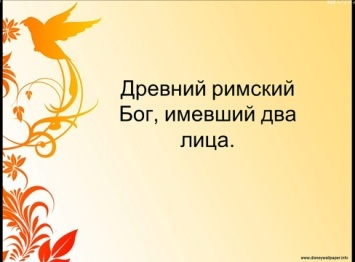 Древний римский
Бог, имевший два
лица.
www.disneywallpaper.info